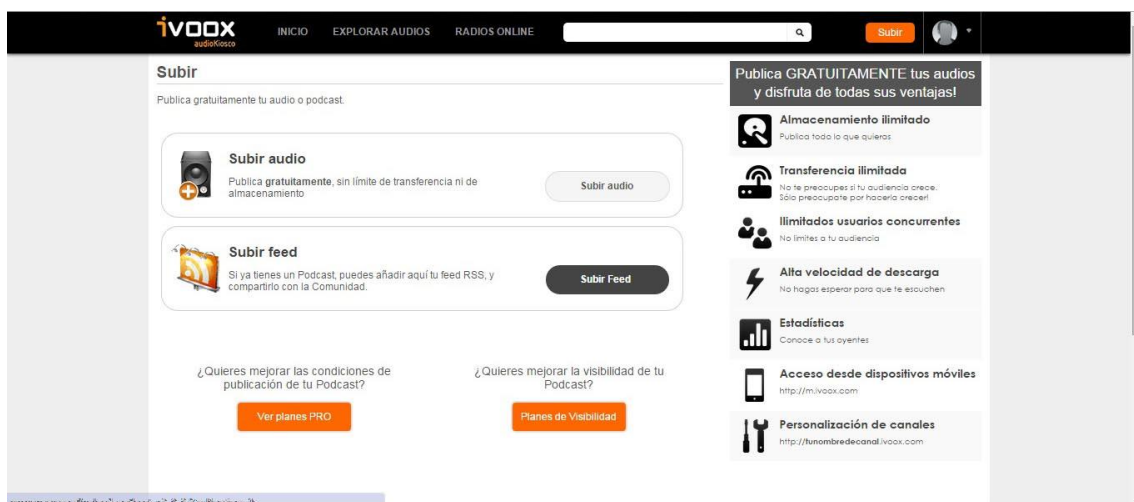 ivoox
audioKiosco
INICIO EXPLORAR AUDIOS RADIOS ONLINE Subir
Subir
Publica gratuitamente tu audio o podcast.
Subir audio
Publica gratuitamente, sin límite de transferencia ni de
almacenamiento
Subir audio
Subir feed
Si ya tienes un Podcast, puedes añadir aquí tu feed RSS, y
compartirlo con la Comunidad.
Subir Feed
¿Quieres mejorar las condiciones de
publicación de tu Podcast?
Ver planes PRO
¿Quieres mejorar la visibilidad de tu
Podcast?
Planes de Visibilidad
Publica GRATUITAMENTE tus audios
y disfruta de todas sus ventajas!
Almacenamiento ilimitado
Publica todo lo que quieras
Transferencia ilimitada
No te preocupes si tu audiencia crece.
Sólo preocupate por hacerla crecer!
Ilimitados usuarios concurrentes
No limites a tu audiencia
Alta velocidad de descarga
No hagas esperar para que te escuchen
Estadísticas
Conoce a tus oyentes
Acceso desde dispositivos móviles
http://m.ivoox.com
Personalización de canales
http://tunombredecanal.ivoox.com